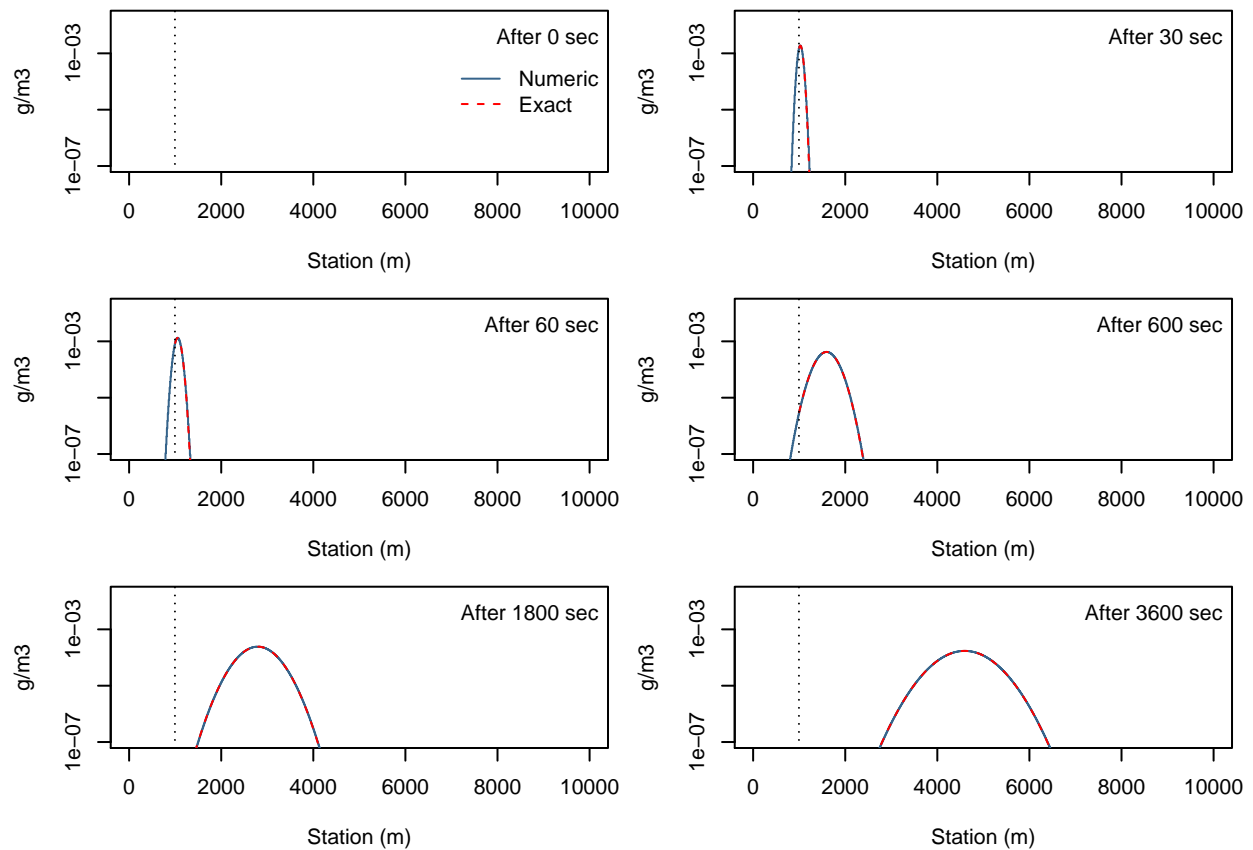 g/m3
1e−03
1e−07
After 0 sec
Numeric
Exact
0 2000 4000 6000 8000 10000
Station (m)
g/m3
1e−03
1e−07
After 30 sec
0 2000 4000 6000 8000 10000
Station (m)
g/m3
1e−03
1e−07
After 60 sec
0 2000 4000 6000 8000 10000
Station (m)
g/m3
1e−03
1e−07
After 600 sec
0 2000 4000 6000 8000 10000
Station (m)
g/m3
1e−03
1e−07
After 1800 sec
0 2000 4000 6000 8000 10000
Station (m)
g/m3
1e−03
1e−07
After 3600 sec
0 2000 4000 6000 8000 10000
Station (m)